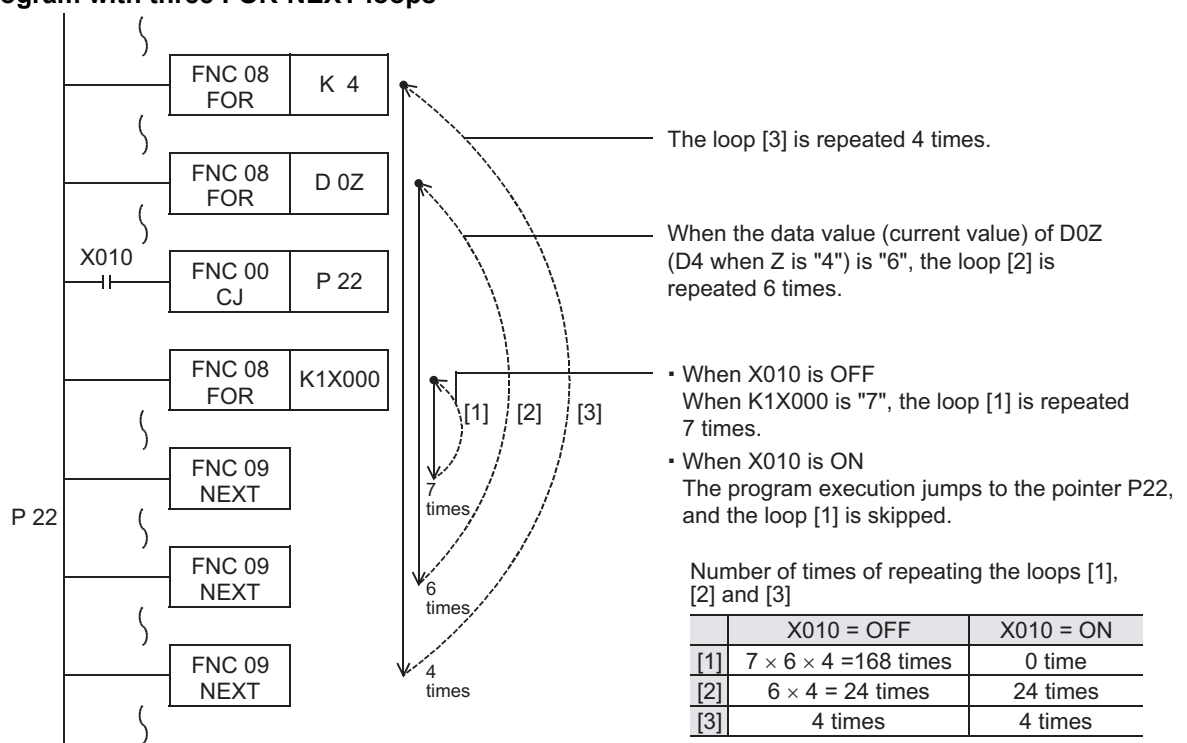 ogram with three FOR-NEXT loops
FNC 08
FOR
K 4
The loop [3] is repeated 4 times.
FNC 08
FOR
D 0Z
When the data value (current value) of D0Z
(D4 when Z is "4") is "6", the loop [2] is
repeated 6 times.
X010
FNC 00
CJ
P 22
FNC 08
FOR
K1X000
[1] [2] [3]
▪ When X010 is OFF
When K1X000 is "7", the loop [1] is repeated
7 times.
▪ When X010 is ON
The program execution jumps to the pointer P22,
and the loop [1] is skipped.
FNC 09
NEXT
7
times
P 22
FNC 09
NEXT
6
times
FNC 09
NEXT
4
times
Number of times of repeating the loops [1],
[2] and [3]
X010 = OFF X010 = ON
[1] 7 × 6 × 4 =168 times 0 time
[2] 6 × 4 = 24 times 24 times
[3] 4 times 4 times